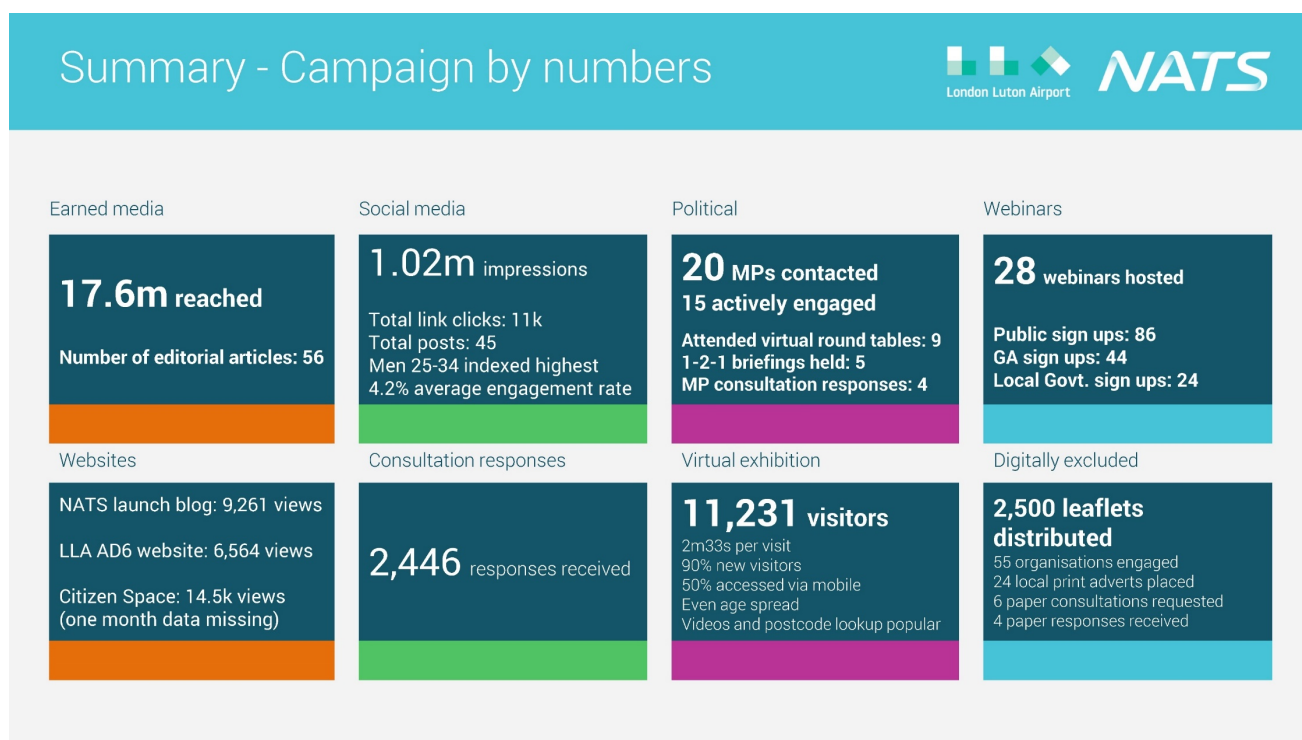 Summary - Campaign by numbers
London Luton Airport
NATS
Earned media
17.6m reached
Number of editorial articles: 56
Social media
1.02m impressions
Total link clicks: 11k
Total posts: 45
Men 25-34 indexed highest
4.2% average engagement rate
Political
20 MPs contacted
15 actively engaged
Attended virtual round tables: 9
1-2-1 briefings held: 5
MP consultation responses: 4
Webinars
28 webinars hosted
Public sign ups: 86
GA sign ups: 44
Local Govt. sign ups: 24
Websites
NATS launch blog: 9,261 views
LLA AD6 website: 6,564 views
Citizen Space: 14.5k views
(one month data missing)
Consultation responses
2,446 responses received
Virtual exhibition
11,231 visitors
2m33s per visit
90% new visitors
50% accessed via mobile
Even age spread
Videos and postcode lookup popular
Digitally excluded
2,500 leaflets
distributed
55 organisations engaged
24 local print adverts placed
6 paper consultations requested
4 paper responses received